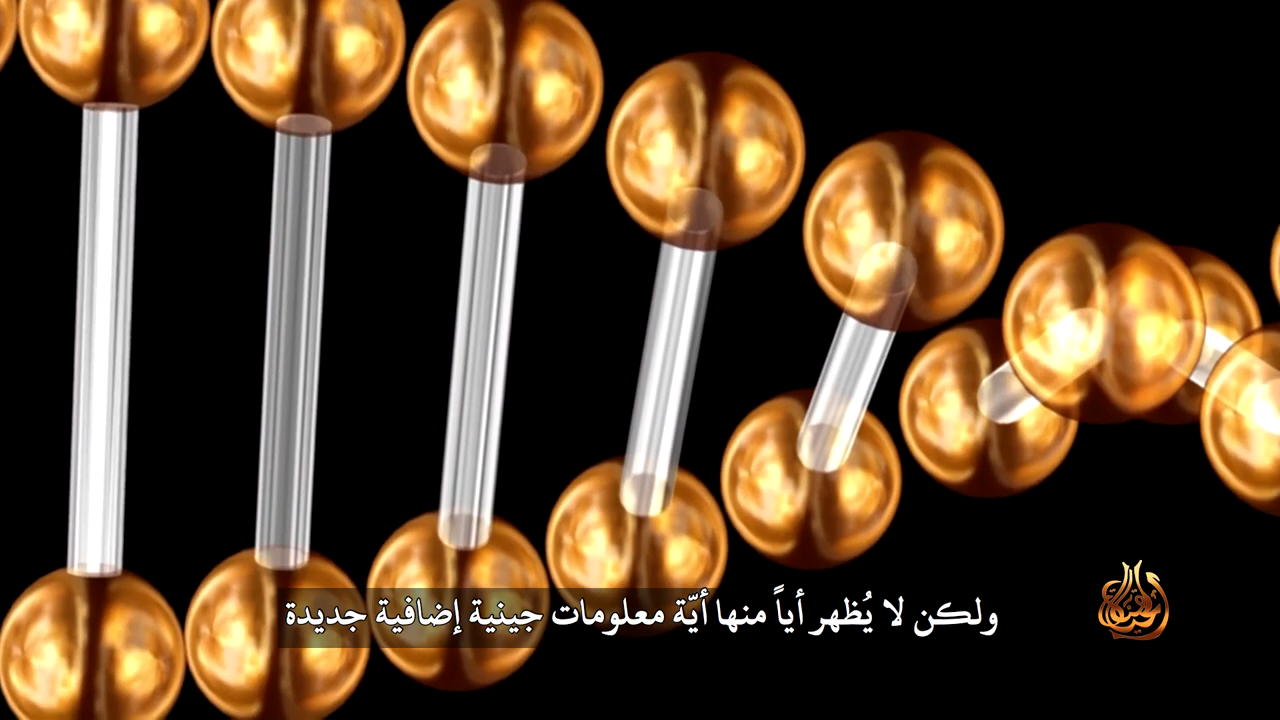 ولكن لا يُظهر أياً منها أيّة معلومات جينية إضافية جديدة